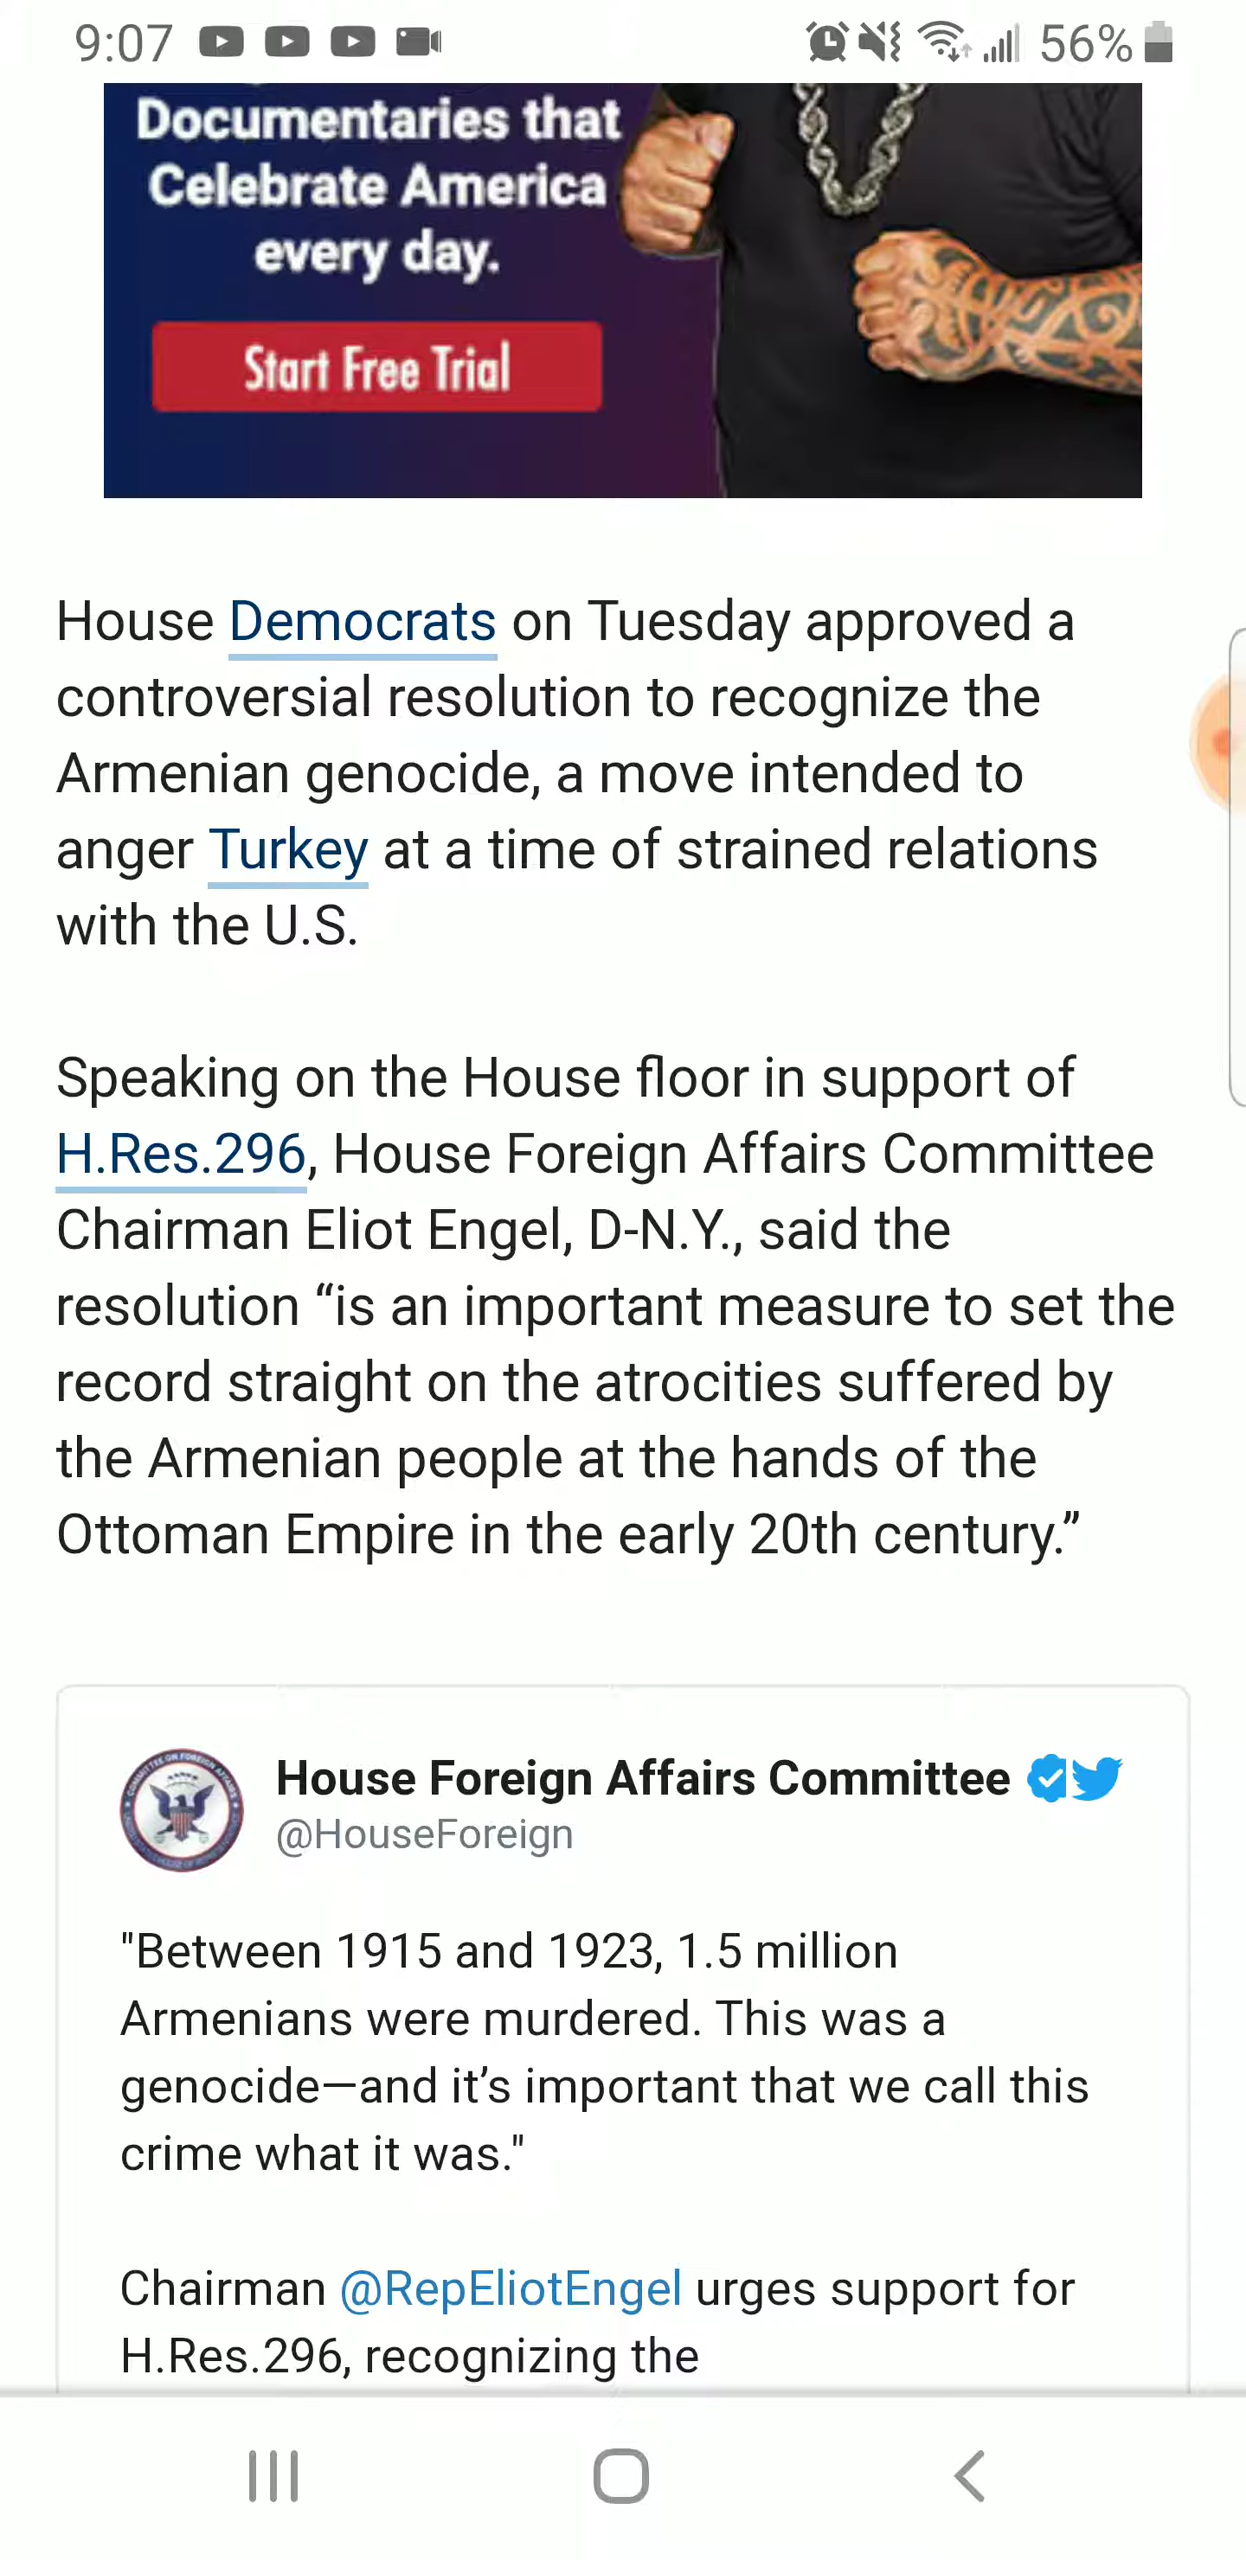 9:07
56%
Documentaries that
Celebrate America
every day.
Start Free Trial
House Democrats on Tuesday approved a
controversial resolution to recognize the
Armenian genocide, a move intended to
anger Turkey at a time of strained relations
with the U.S.
Speaking on the House floor in support of
H.Res.296, House Foreign Affairs Committee
Chairman Eliot Engel, D-N.Y., said the
resolution “is an important measure to set the
record straight on the atrocities suffered by
the Armenian people at the hands of the
Ottoman Empire in the early 20th century.”
House Foreign Affairs Committee
@HouseForeign
"Between 1915 and 1923, 1.5 million
Armenians were murdered. This was a
genocide—and it’s important that we call this
crime what it was."
Chairman @RepEliotEngel urges support for
H.Res.296, recognizing the